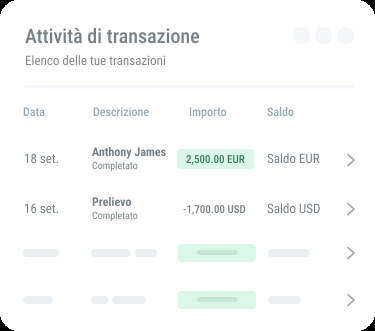 Attività di transazione
Elenco delle tue transazioni
Data Descrizione Importo Saldo
18 set. Anthony James 2,500.00 EUR Saldo EUR
Completato
16 set. Prelievo -1,700.00 USD Saldo USD
Completato